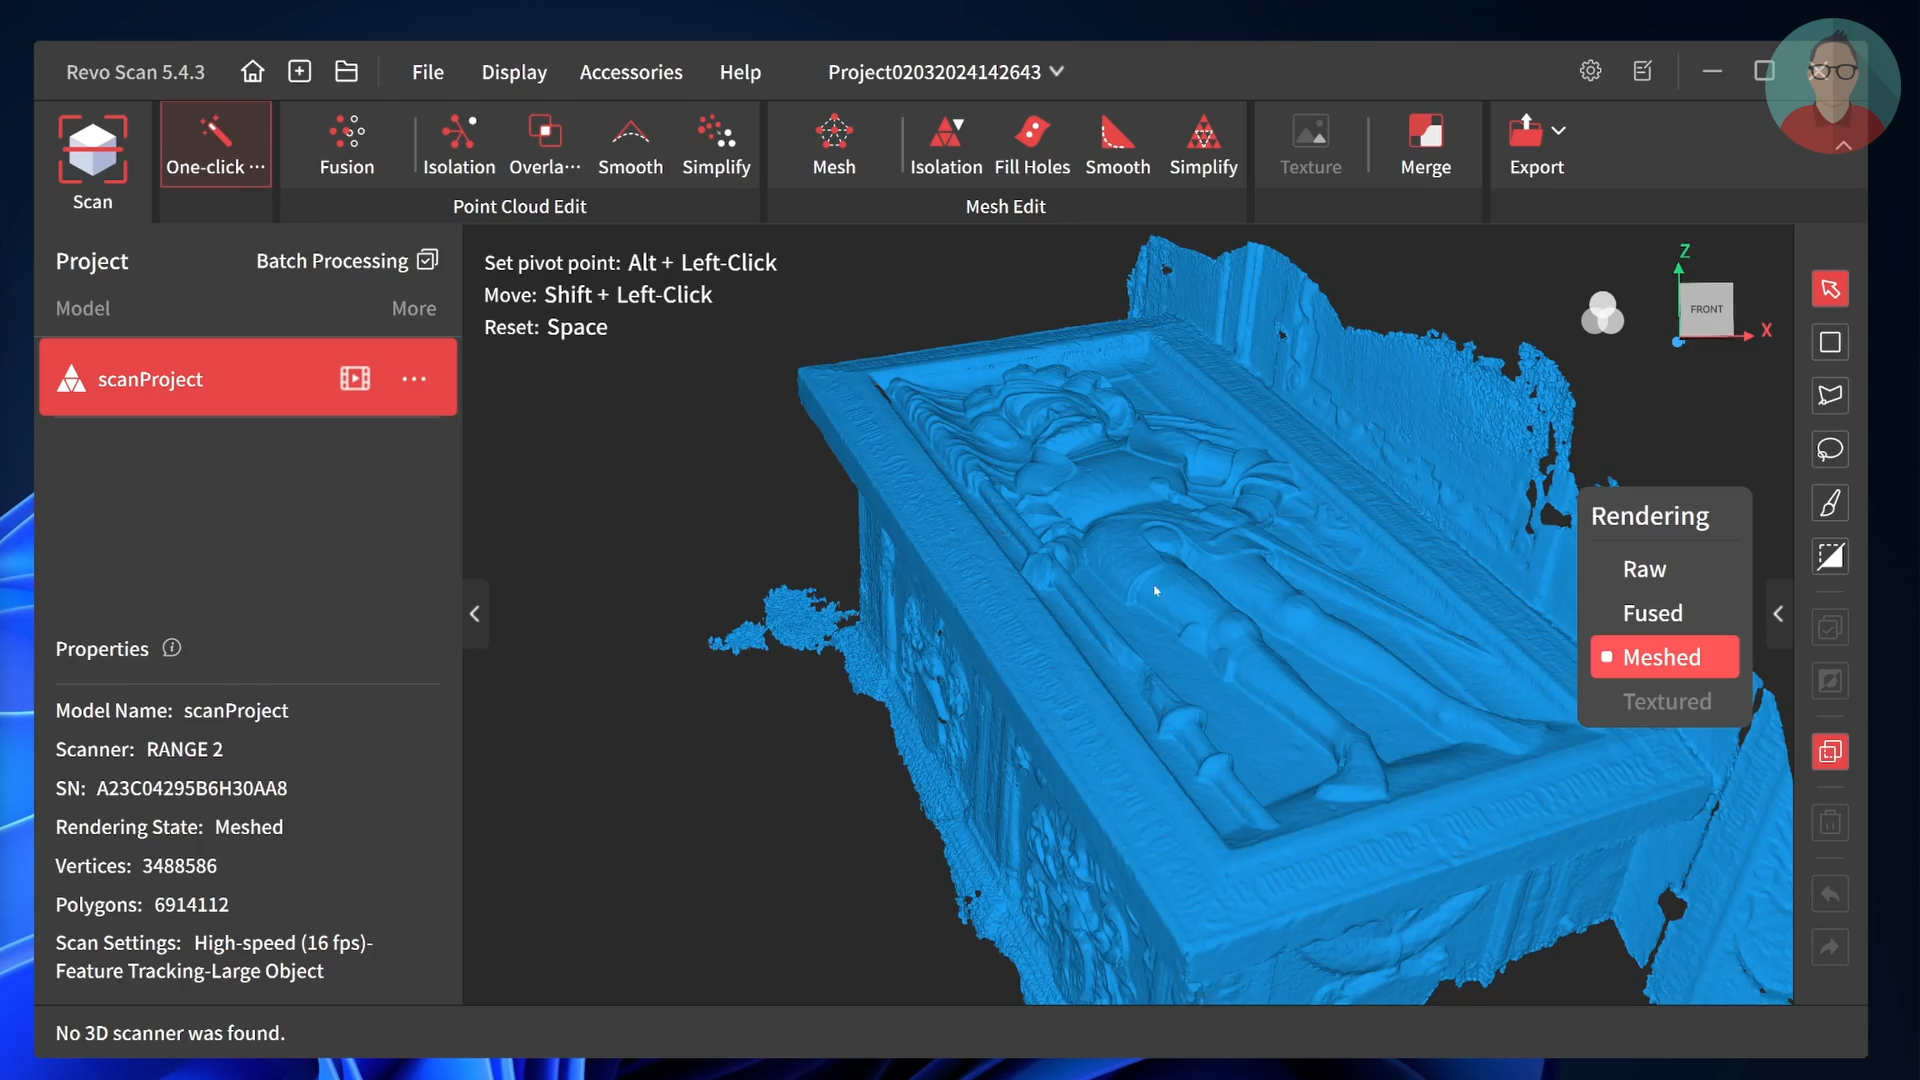 Revo Scan 5.4.3
File
Display
Accessories
Help
Project02032024142643
Scan
One-click ···
Fusion
Isolation
Overla···
Smooth
Simplify
Point Cloud Edit
Mesh
Isolation
Fill Holes
Smooth
Simplify
Mesh Edit
Texture
Merge
Export
Project
Batch Processing
Model
More
scanProject
Set pivot point: Alt + Left-Click
Move: Shift + Left-Click
Reset: Space
Z
FRONT
X
Rendering
Raw
Fused
Meshed
Textured
Properties
Model Name: scanProject
Scanner: RANGE 2
SN: A23C04295B6H30AA8
Rendering State: Meshed
Vertices: 3488586
Polygons: 6914112
Scan Settings: High-speed (16 fps)-
Feature Tracking-Large Object
No 3D scanner was found.